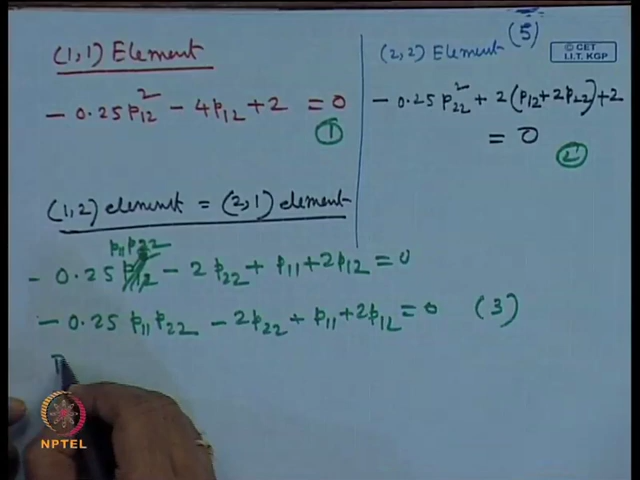 (5)
© CET
I.I.T. KGP
(1,1) Element
- 0.25 p₁₂² - 4p₁₂ + 2 = 0
①
(2,2) Element
- 0.25 p₂₂² + 2(p₁₂ + 2p₂₂) + 2
= 0
②
(1,2) element = (2,1) element
p₁₁ p₂₂
- 0.25 - 2 p₂₂ + p₁₁ + 2p₁₂ = 0
- 0.25 p₁₁ p₂₂ - 2p₂₂ + p₁₁ + 2p₁₂ = 0 (3)
NPTEL